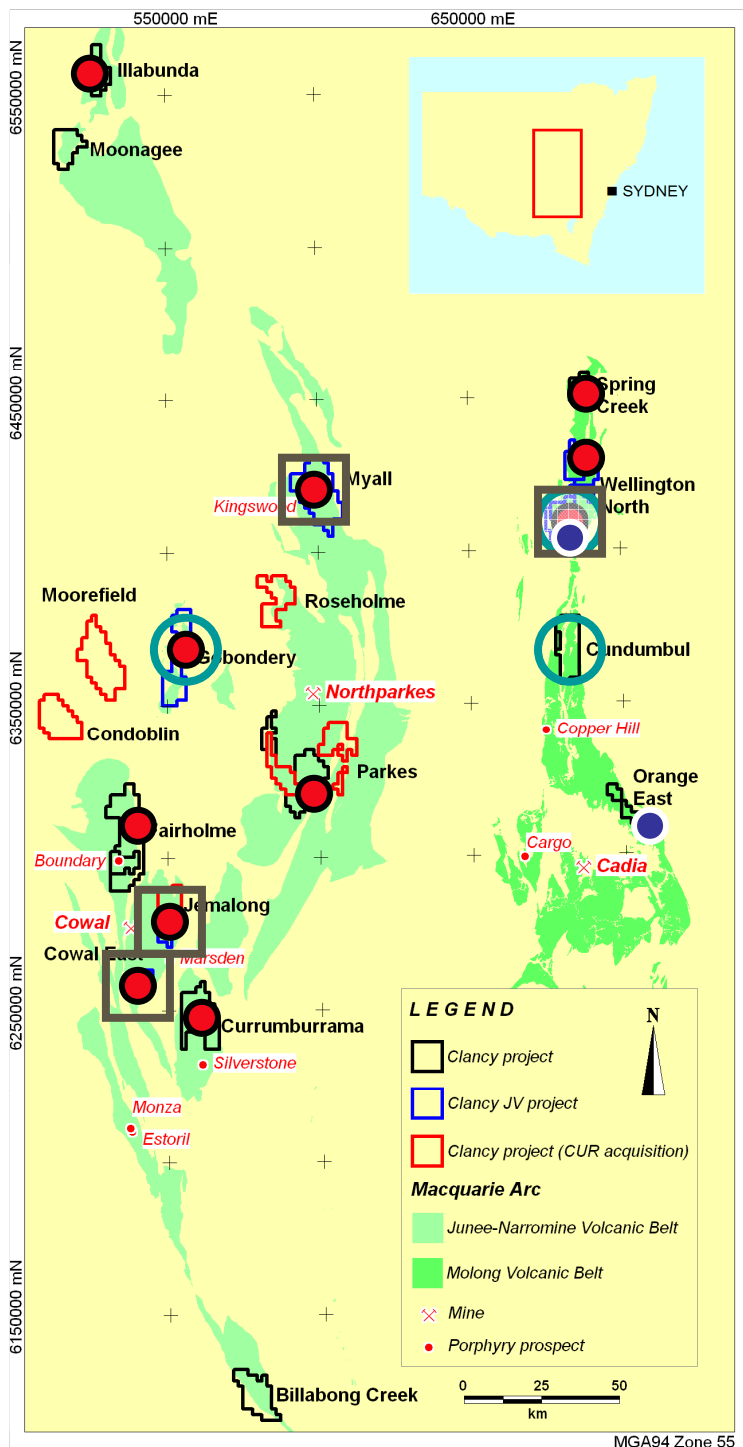 550000 mE
650000 mE
6550000 mN
Illabunda
Moonagee
SYDNEY
6450000 mN
Spring
Creek
Myall
Kingswood
Wellington
North
Moorefield
Roseholme
Gobondery
Cundumbul
6350000 mN
Northparkes
Condoblin
Copper Hill
Parkes
Orange
East
Fairholme
Boundary
Cargo
Cadia
Jemalong
Cowal
Cowal East
Marsden
6250000 mN
Currumburrama
Silverstone
Monza
Estoril
6150000 mN
Billabong Creek
LEGEND
N
Clancy project
Clancy JV project
Clancy project (CUR acquisition)
Macquarie Arc
Junee-Narromine Volcanic Belt
Molong Volcanic Belt
Mine
Porphyry prospect
0 25 50
km
MGA94 Zone 55